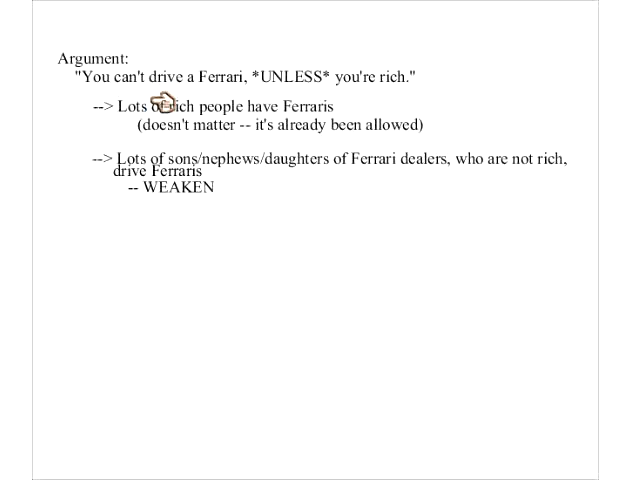 Argument:
"You can't drive a Ferrari, *UNLESS* you're rich."
--> Lots of rich people have Ferraris
(doesn't matter -- it's already been allowed)
--> Lots of sons/nephews/daughters of Ferrari dealers, who are not rich,
drive Ferraris
-- WEAKEN